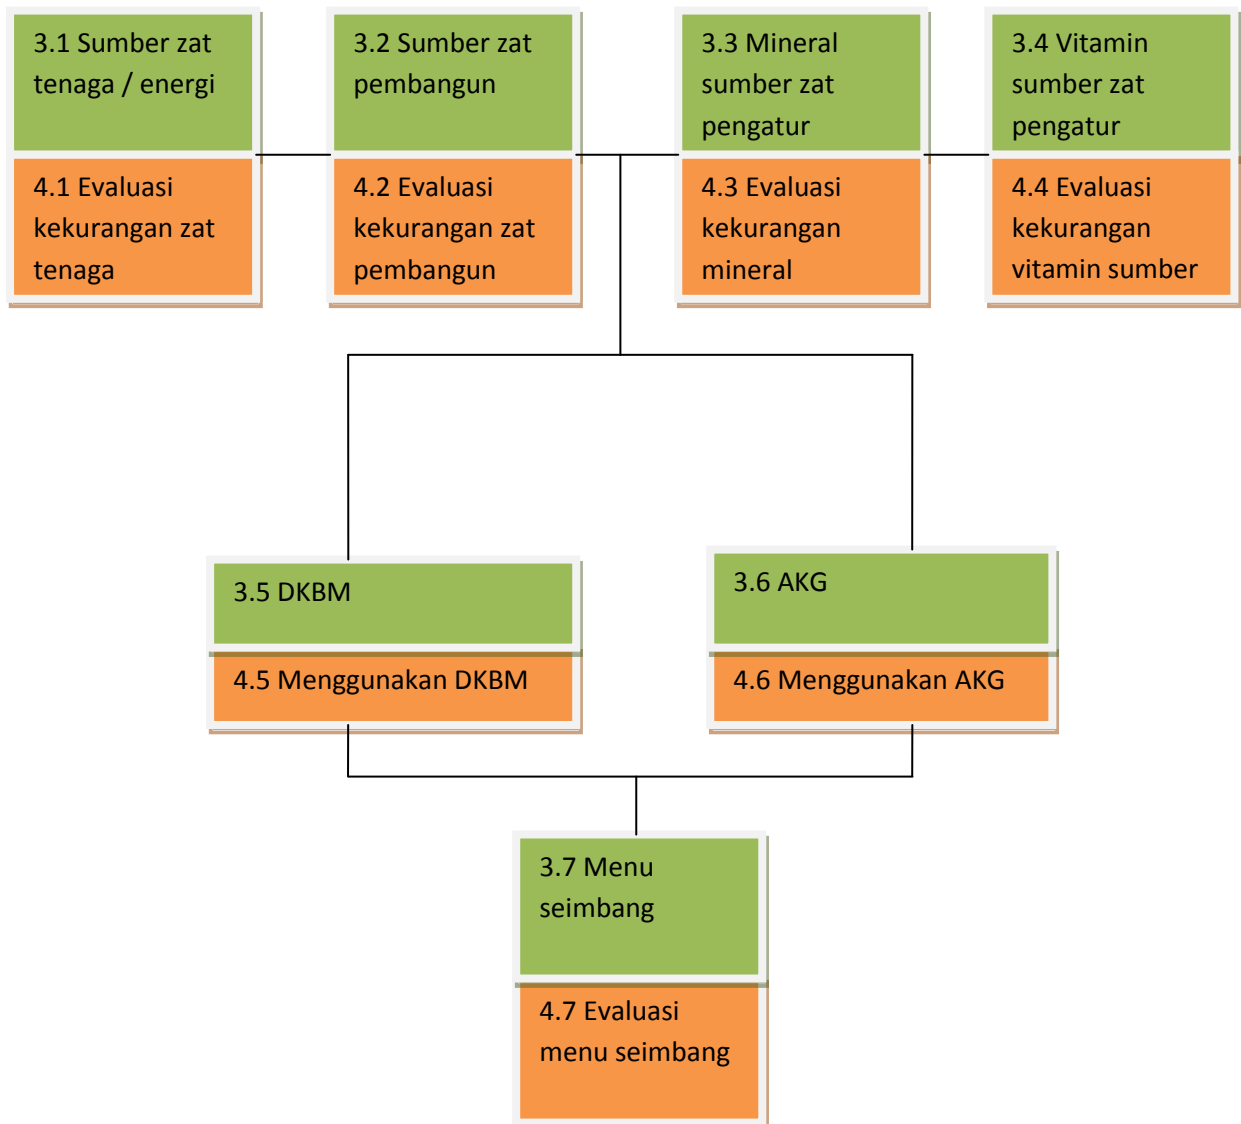 3.1 Sumber zat
tenaga / energi
3.2 Sumber zat
pembangun
3.3 Mineral
sumber zat
pengatur
3.4 Vitamin
sumber zat
pengatur
4.1 Evaluasi
kekurangan zat
tenaga
4.2 Evaluasi
kekurangan zat
pembangun
4.3 Evaluasi
kekurangan
mineral
4.4 Evaluasi
kekurangan
vitamin sumber
3.5 DKBM
3.6 AKG
4.5 Menggunakan DKBM
4.6 Menggunakan AKG
3.7 Menu
seimbang
4.7 Evaluasi
menu seimbang